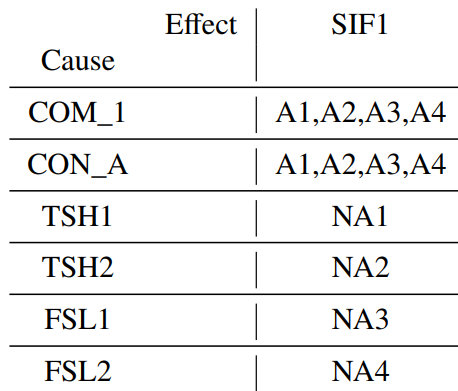 Effect SIF1
Cause
COM_1 A1,A2,A3,A4
CON_A A1,A2,A3,A4
TSH1 NA1
TSH2 NA2
FSL1 NA3
FSL2 NA4